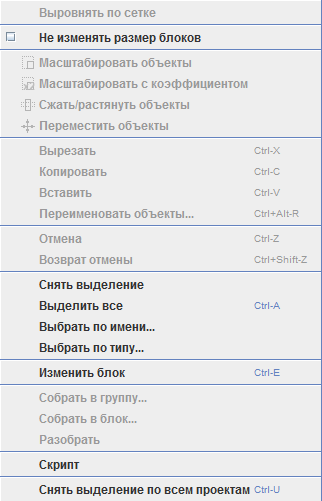 Выровнять по сетке
Не изменять размер блоков
Масштабировать объекты
Масштабировать с коэффициентом
Сжать/растянуть объекты
Переместить объекты
Вырезать Ctrl-X
Копировать Ctrl-C
Вставить Ctrl-V
Переименовать объекты... Ctrl+Alt-R
Отмена Ctrl-Z
Возврат отмены Ctrl+Shift-Z
Снять выделение
Выделить все Ctrl-A
Выбрать по имени...
Выбрать по типу...
Изменить блок Ctrl-E
Собрать в группу...
Собрать в блок...
Разобрать
Скрипт
Снять выделение по всем проектам Ctrl-U